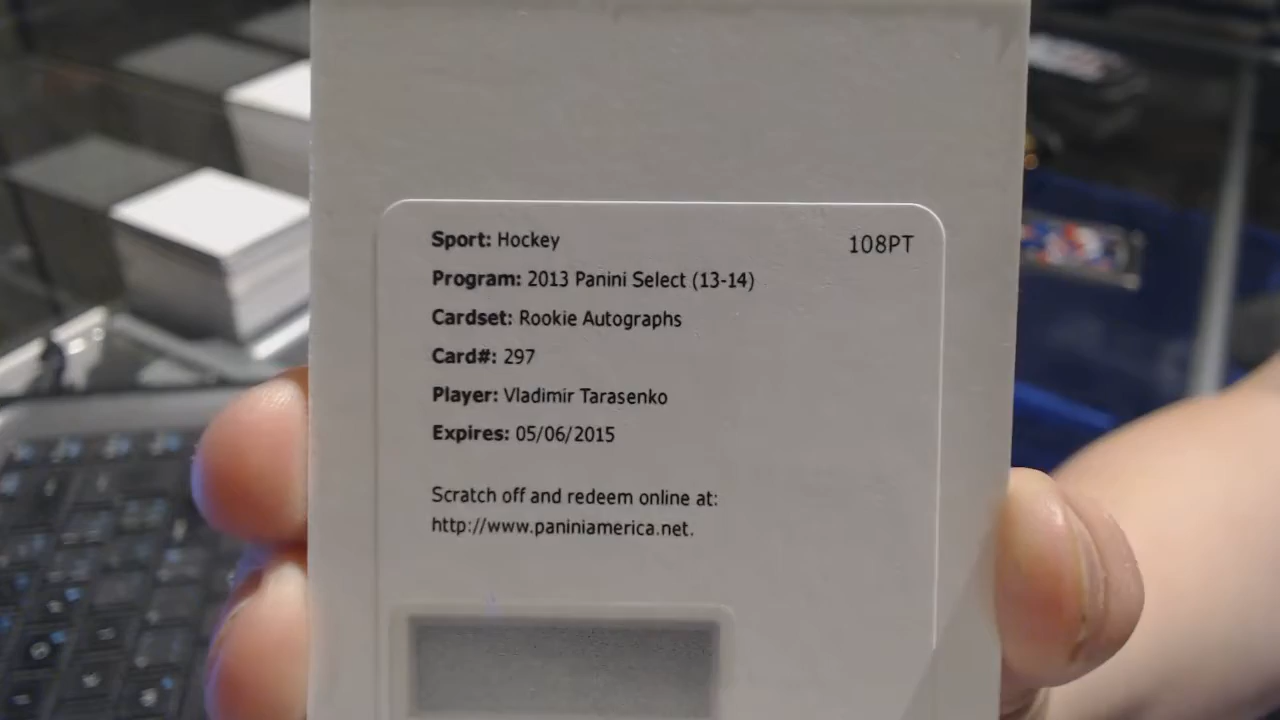 Sport: Hockey
108PT
Program: 2013 Panini Select (13-14)
Cardset: Rookie Autographs
Card#: 297
Player: Vladimir Tarasenko
Expires: 05/06/2015
Scratch off and redeem online at:
http://www.paniniamerica.net.